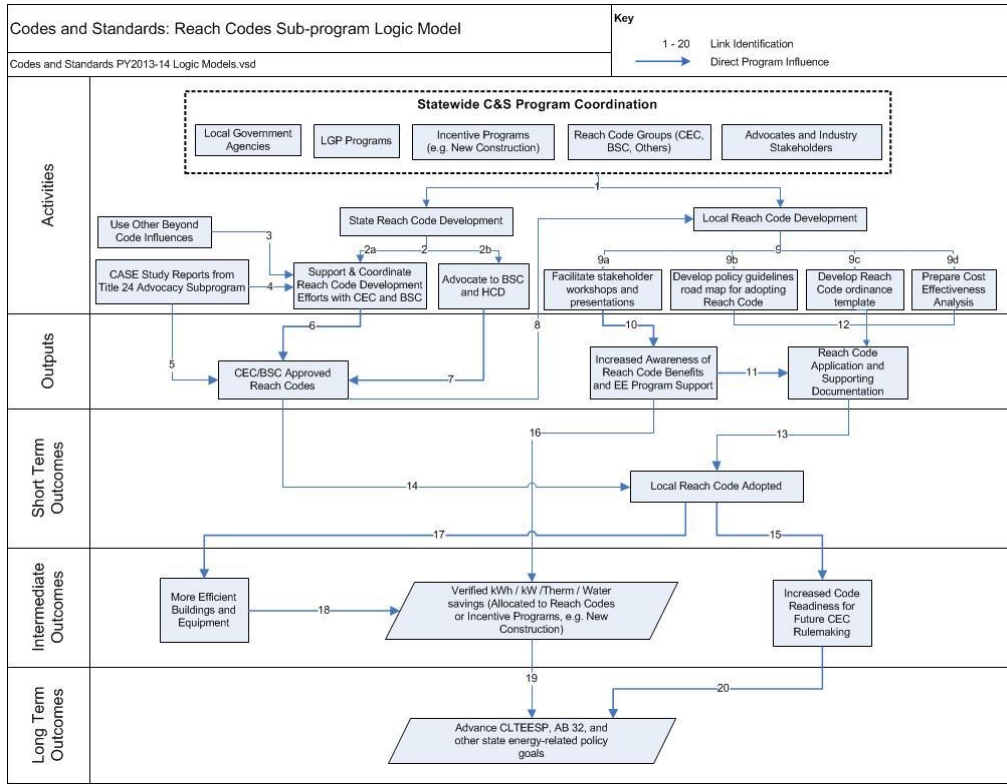 Codes and Standards: Reach Codes Sub-program Logic Model
Codes and Standards PY2013-14 Logic Models.vsd
Key
1 - 20 Link Identification
Direct Program Influence
Activities
Statewide C&S Program Coordination
Local Government
Agencies
LGP Programs
Incentive Programs
(e.g. New Construction)
Reach Code Groups (CEC,
BSC, Others)
Advocates and Industry
Stakeholders
1
State Reach Code Development
Local Reach Code Development
Use Other Beyond
Code Influences
3
2a
2
2b
9
9a
9b
9c
9d
CASE Study Reports from
Title 24 Advocacy Subprogram
4
Support & Coordinate
Reach Code Development
Efforts with CEC and BSC
Advocate to BSC
and HCD
Facilitate stakeholder
workshops and
presentations
Develop policy guidelines
road map for adopting
Reach Code
Develop Reach
Code ordinance
template
Prepare Cost
Effectiveness
Analysis
6
8
10
12
Outputs
5
CEC/BSC Approved
Reach Codes
7
Increased Awareness of
Reach Code Benefits
and EE Program Support
11
Reach Code
Application and
Supporting
Documentation
Short Term
Outcomes
16
13
14
Local Reach Code Adopted
17
15
Intermediate
Outcomes
More Efficient
Buildings and
Equipment
18
Verified kWh / kW /Therm / Water
savings (Allocated to Reach Codes
or Incentive Programs, e.g. New
Construction)
Increased Code
Readiness for
Future CEC
Rulemaking
Long Term
Outcomes
19
20
Advance CLTEESP, AB 32, and
other state energy-related policy
goals